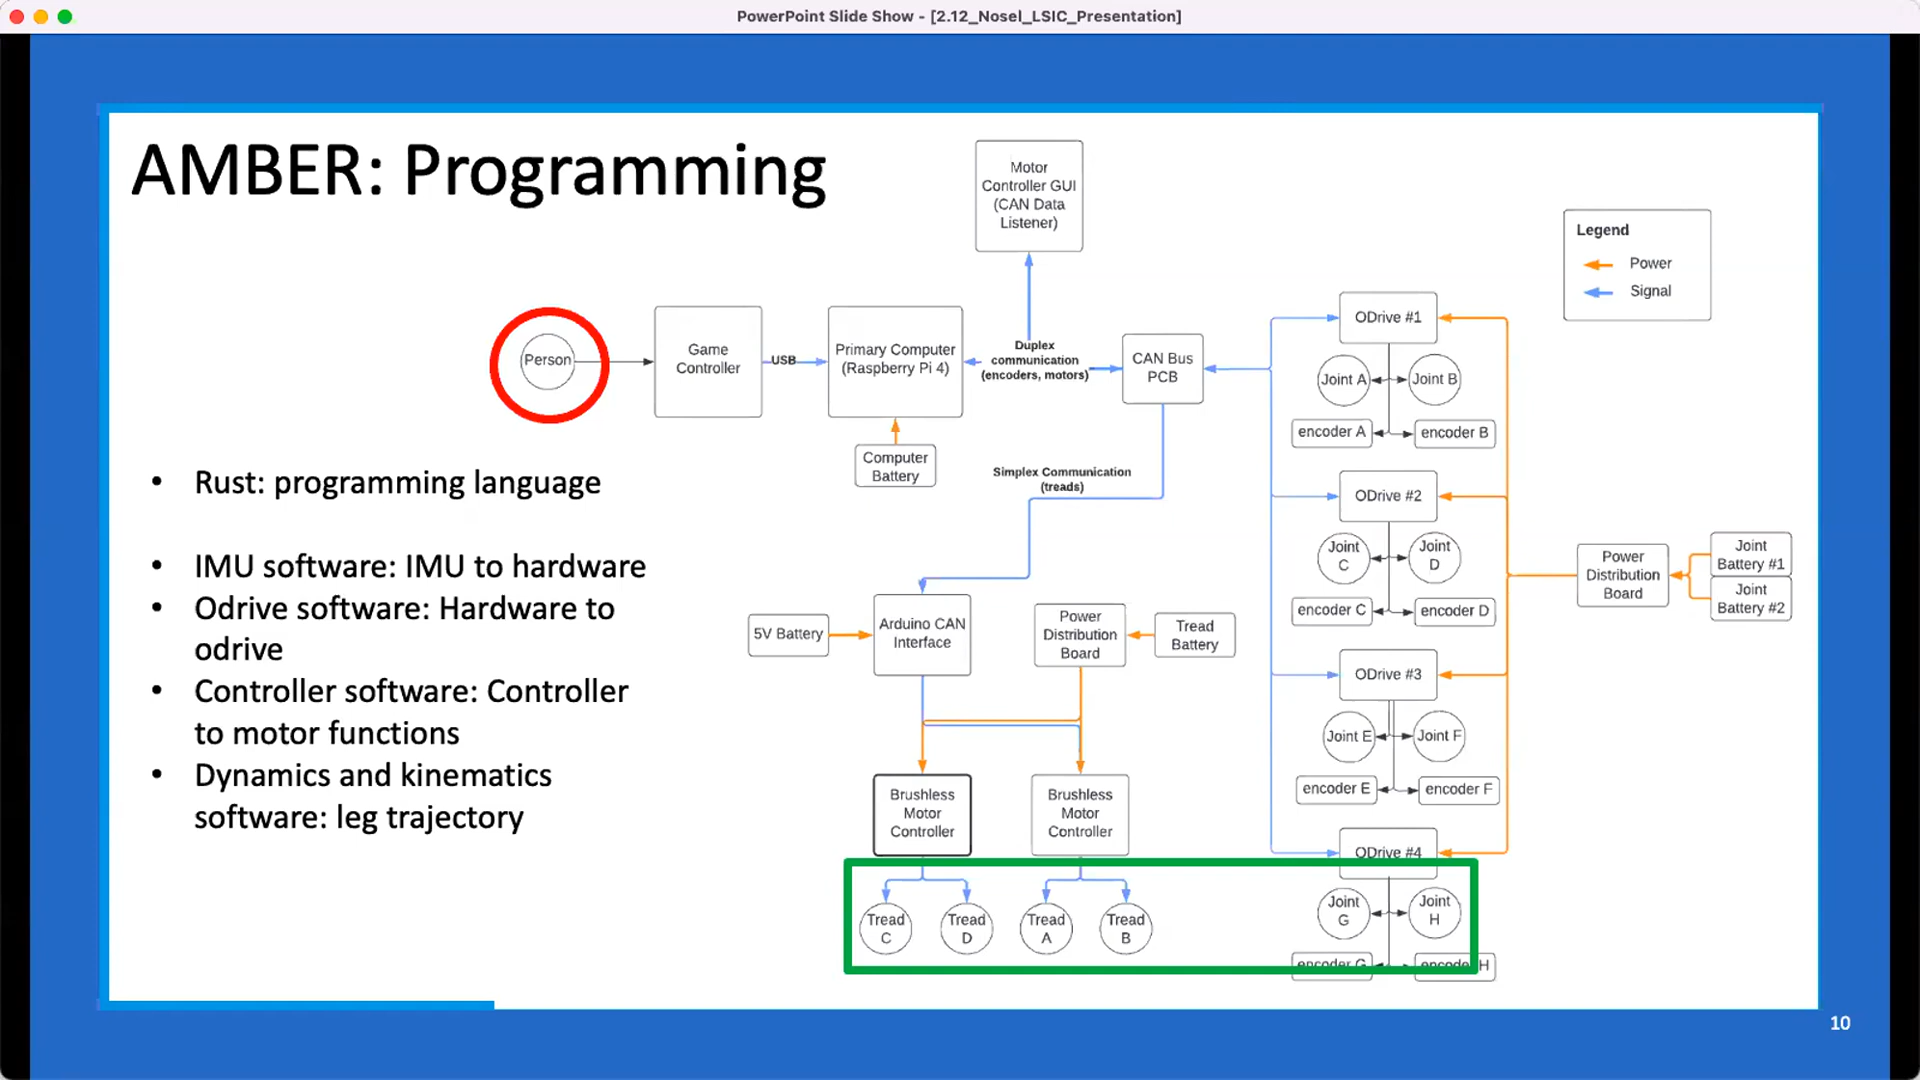 PowerPoint Slide Show - [2.12_Nosel_LSIC_Presentation]
AMBER: Programming
Motor
Controller GUI
(CAN Data
Listener)
Legend
Power
Signal
Person
Game
Controller
USB
Primary Computer
(Raspberry Pi 4)
Duplex
communication
(encoders, motors)
CAN Bus
PCB
Computer
Battery
Simplex Communication
(treads)
ODrive #1
Joint A
Joint B
encoder A
encoder B
ODrive #2
Joint
C
Joint
D
encoder C
encoder D
ODrive #3
Joint E
Joint F
encoder E
encoder F
ODrive #4
Joint
G
Joint
H
encoder G
encoder H
Power
Distribution
Board
Joint
Battery #1
Joint
Battery #2
• Rust: programming language
• IMU software: IMU to hardware
• Odrive software: Hardware to
odrive
• Controller software: Controller
to motor functions
• Dynamics and kinematics
software: leg trajectory
5V Battery
Arduino CAN
Interface
Power
Distribution
Board
Tread
Battery
Brushless
Motor
Controller
Brushless
Motor
Controller
Tread
C
Tread
D
Tread
A
Tread
B
10